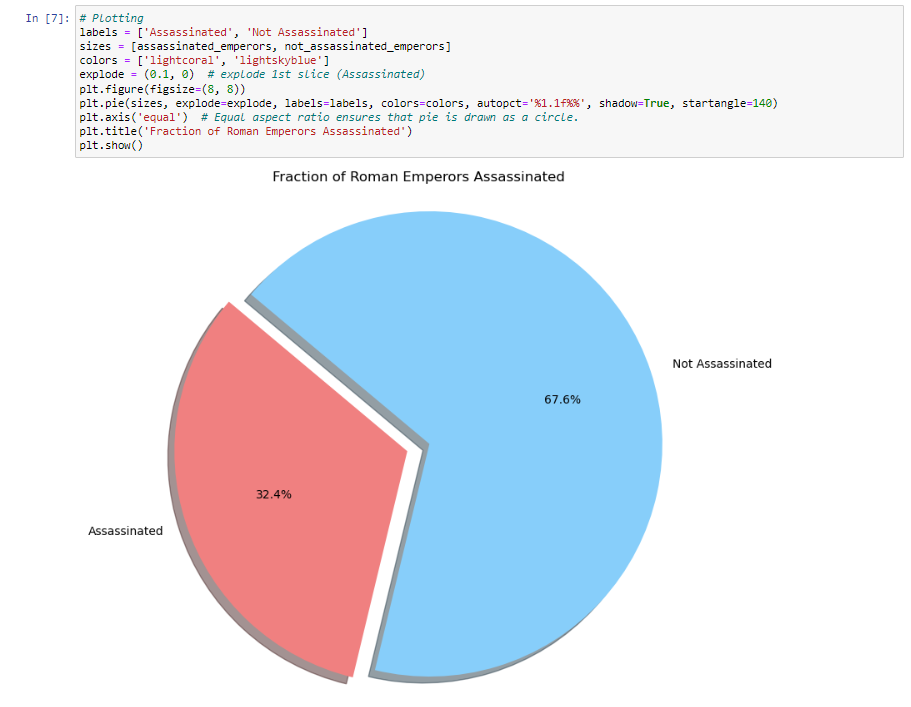 In [7]: # Plotting
labels = ['Assassinated', 'Not Assassinated']
sizes = [assassinated_emperors, not_assassinated_emperors]
colors = ['lightcoral', 'lightskyblue']
explode = (0.1, 0)  # explode 1st slice (Assassinated)
plt.figure(figsize=(8, 8))
plt.pie(sizes, explode=explode, labels=labels, colors=colors, autopct='%1.1f%%', shadow=True, startangle=140)
plt.axis('equal')  # Equal aspect ratio ensures that pie is drawn as a circle.
plt.title('Fraction of Roman Emperors Assassinated')
plt.show()
Fraction of Roman Emperors Assassinated
Not Assassinated
67.6%
32.4%
Assassinated